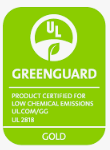 UL
GREENGUARD
PRODUCT CERTIFIED FOR
LOW CHEMICAL EMISSIONS
UL.COM/GG
UL 2818
GOLD